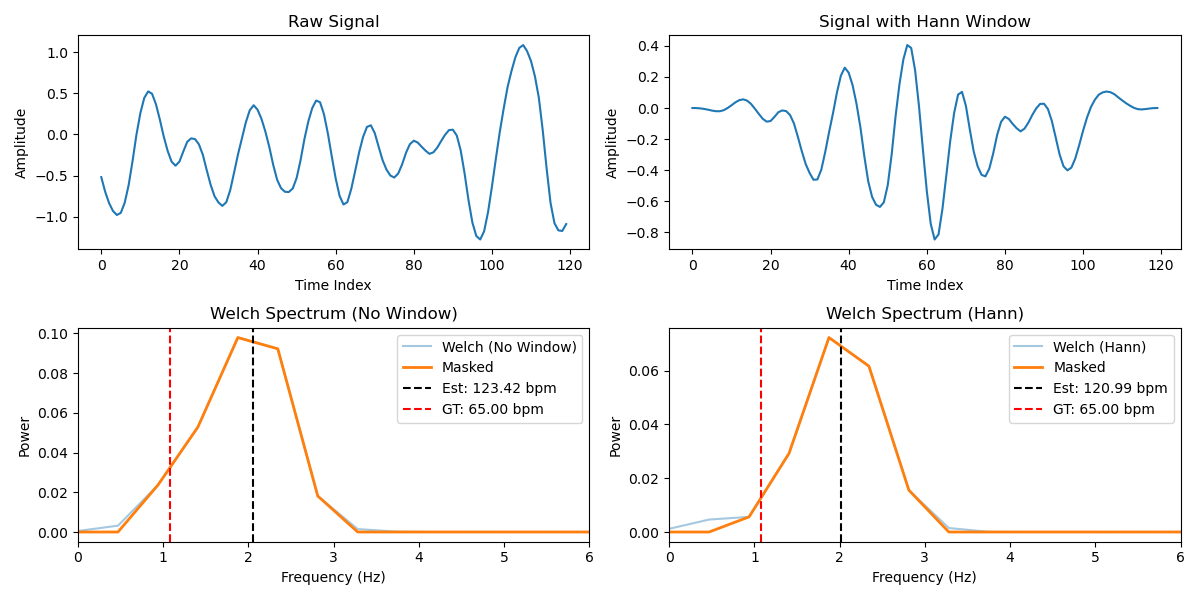 Raw Signal
Amplitude
1.0
0.5
0.0
−0.5
−1.0
0 20 40 60 80 100 120
Time Index
Signal with Hann Window
Amplitude
0.4
0.2
0.0
−0.2
−0.4
−0.6
−0.8
0 20 40 60 80 100 120
Time Index
Welch Spectrum (No Window)
Power
0.10
0.08
0.06
0.04
0.02
0.00
Welch (No Window)
Masked
Est: 123.42 bpm
GT: 65.00 bpm
0 1 2 3 4 5 6
Frequency (Hz)
Welch Spectrum (Hann)
Power
0.06
0.04
0.02
0.00
Welch (Hann)
Masked
Est: 120.99 bpm
GT: 65.00 bpm
0 1 2 3 4 5 6
Frequency (Hz)